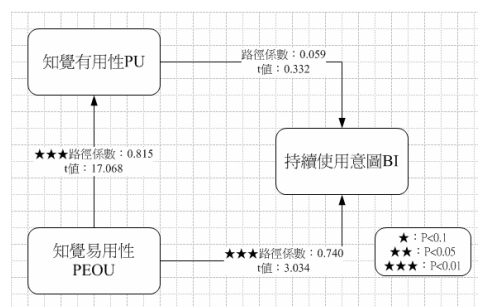 知覺有用性PU
路徑係數：0.059
t值：0.332
★★★路徑係數：0.815
t值：17.068
持續使用意圖BI
知覺易用性
PEOU
★★★路徑係數：0.740
t值：3.034
★：P<0.1
★★：P<0.05
★★★：P<0.01